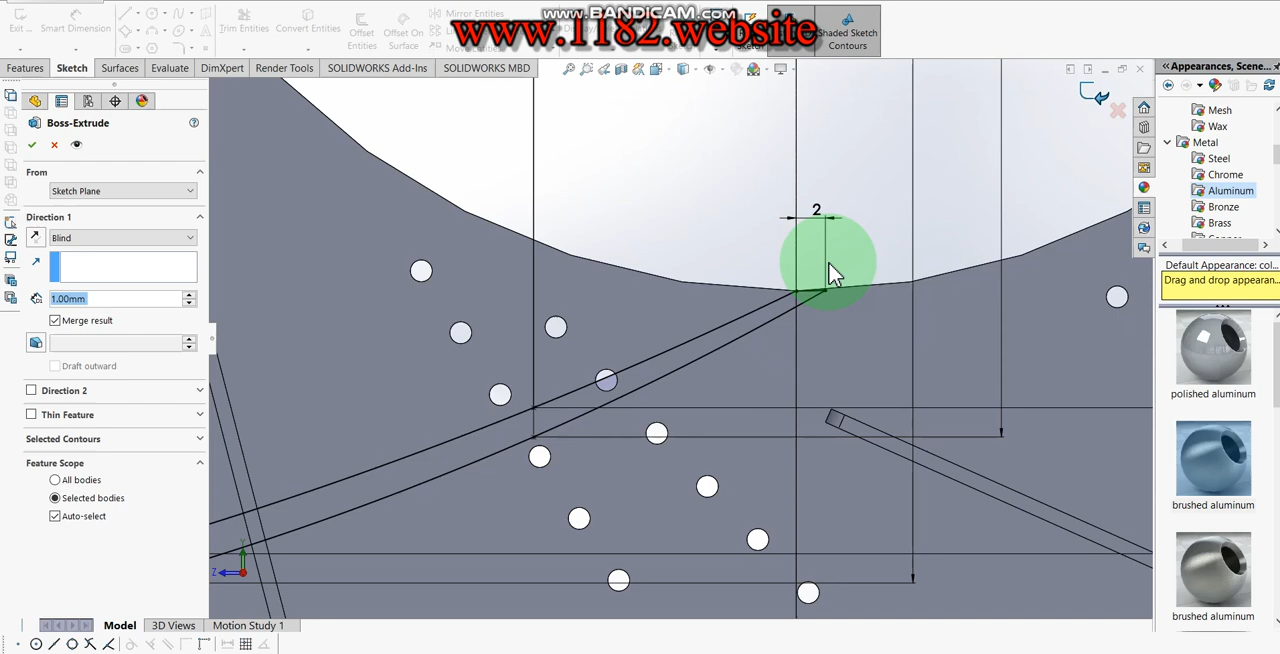 www.BANDICAM.com
www.1182.website
Exit ...
Smart Dimension
Trim Entities
Convert Entities
Offset Entities
Offset On Surface
Mirror Entities
Shaded Sketch Contours
Features
Sketch
Surfaces
Evaluate
DimXpert
Render Tools
SOLIDWORKS Add-Ins
SOLIDWORKS MBD
Appearances, Scene...
Boss-Extrude
From
Sketch Plane
Direction 1
Blind
1.00mm
Merge result
Draft outward
Direction 2
Thin Feature
Selected Contours
Feature Scope
All bodies
Selected bodies
Auto-select
2
Y
Z
Mesh
Wax
Metal
Steel
Chrome
Aluminum
Bronze
Brass
Default Appearance: col...
Drag and drop appearan...
polished aluminum
brushed aluminum
brushed aluminum
Model
3D Views
Motion Study 1